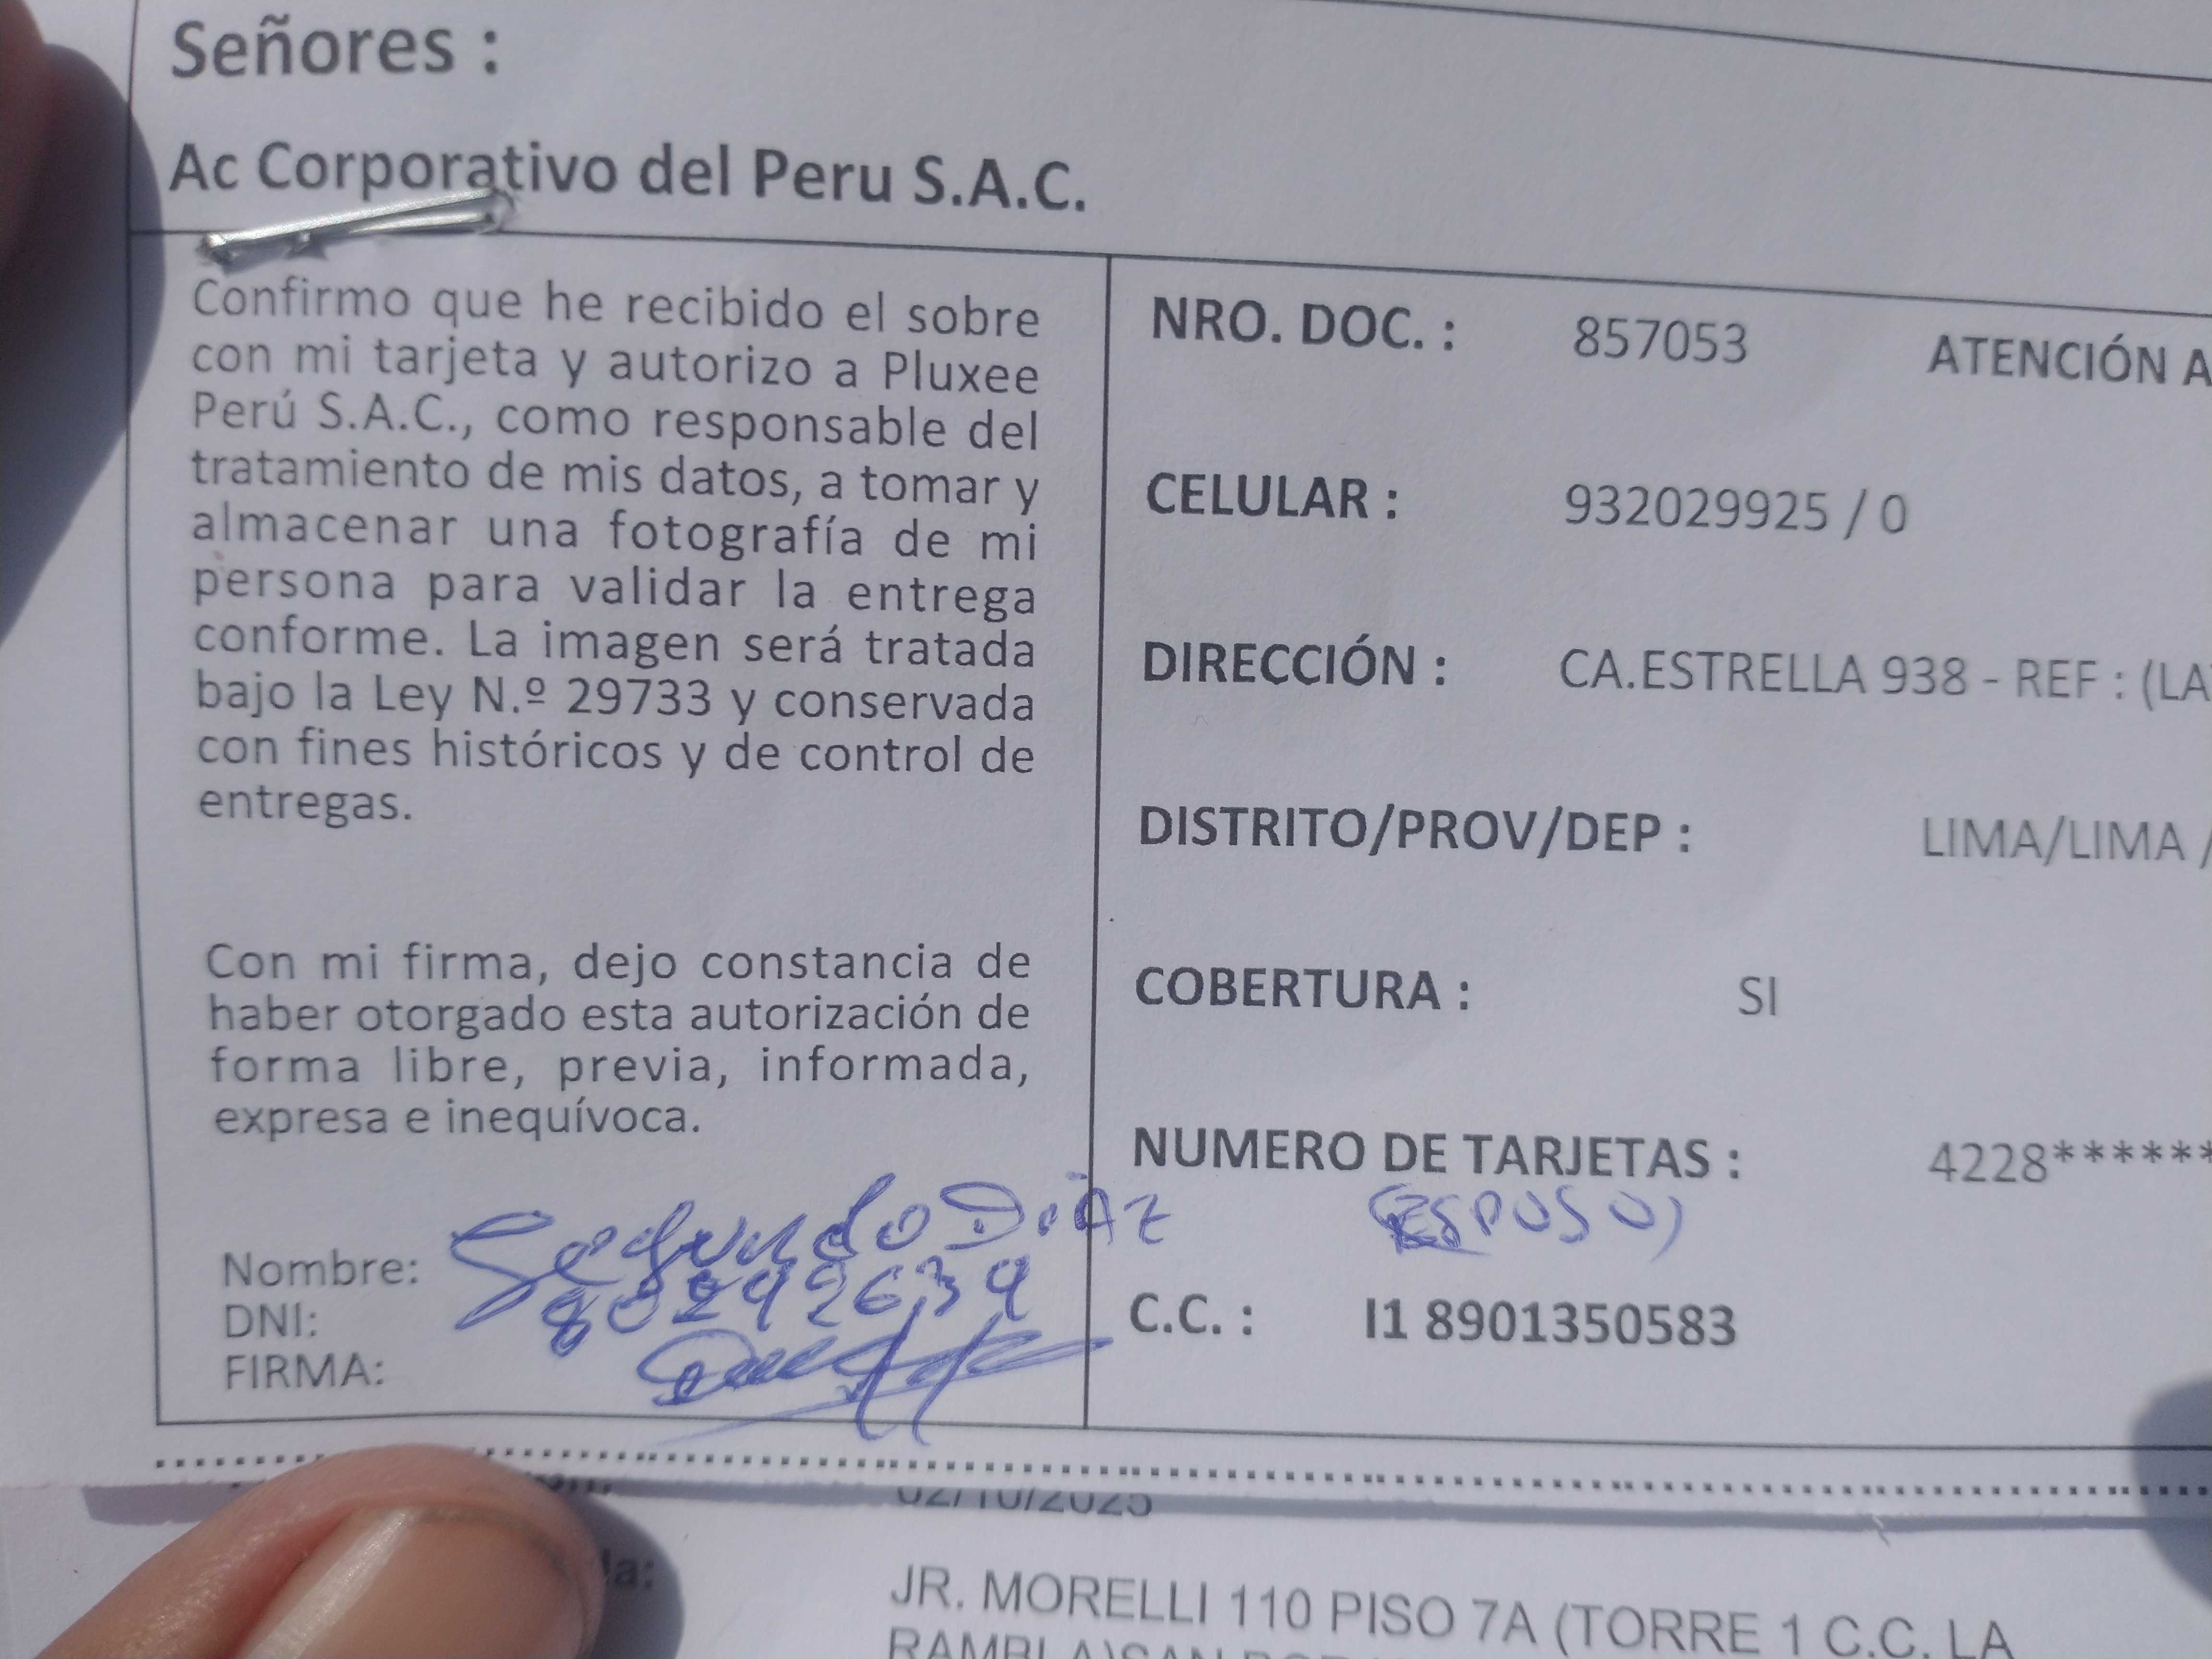 Señores :
Ac Corporativo del Peru S.A.C.
Confirmo que he recibido el sobre
con mi tarjeta y autorizo a Pluxee
Perú S.A.C., como responsable del
tratamiento de mis datos, a tomar y
almacenar una fotografía de mi
persona para validar la entrega
conforme. La imagen será tratada
bajo la Ley N.º 29733 y conservada
con fines históricos y de control de
entregas.
Con mi firma, dejo constancia de
haber otorgado esta autorización de
forma libre, previa, informada,
expresa e inequívoca.
Nombre: Segundo DiAZ (ESPOSO)
DNI:
FIRMA:
NRO. DOC. : 857053 ATENCIÓN A
CELULAR : 932029925 / 0
DIRECCIÓN : CA.ESTRELLA 938 - REF : (LA
DISTRITO/PROV/DEP : LIMA/LIMA /
COBERTURA : SI
NUMERO DE TARJETAS : 4228******
C.C. : I1 8901350583
02/10/2025
JR. MORELLI 110 PISO 7A (TORRE 1 C.C. LA